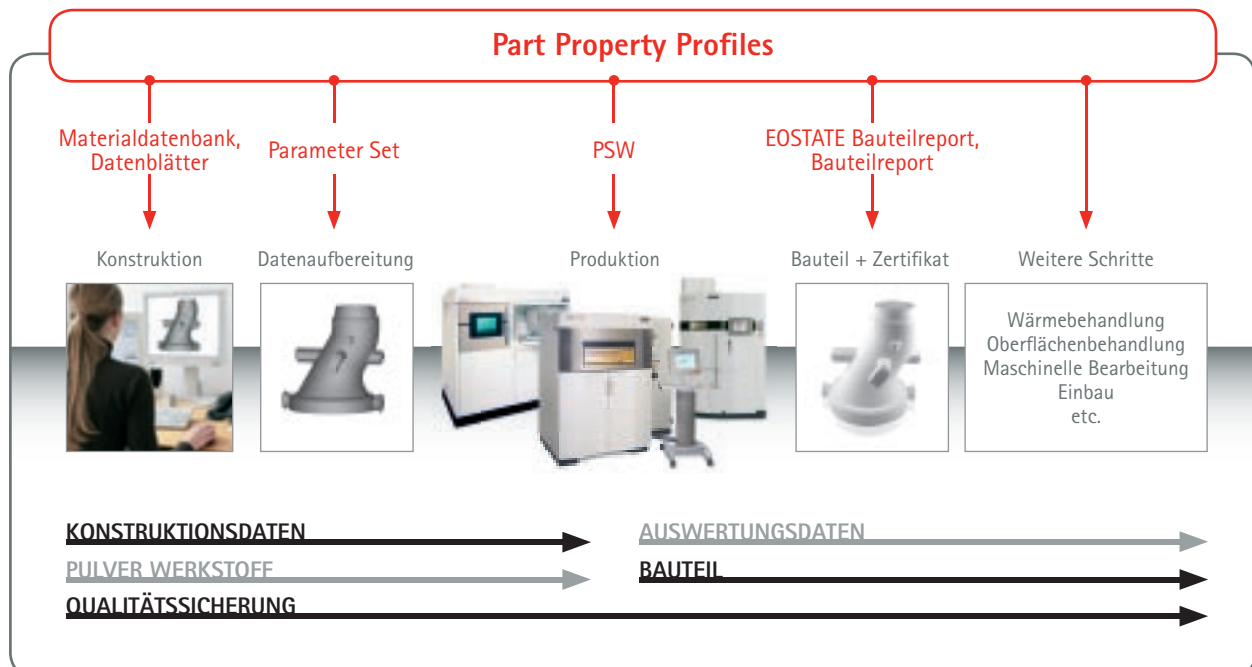 Part Property Profiles
Materialdatenbank,
Datenblätter
Parameter Set
PSW
EOSTATE Bauteilreport,
Bauteilreport
Konstruktion
Datenaufbereitung
Produktion
Bauteil + Zertifikat
Weitere Schritte
Wärmebehandlung
Oberflächenbehandlung
Maschinelle Bearbeitung
Einbau
etc.
KONSTRUKTIONSDATEN
AUSWERTUNGSDATEN
PULVER WERKSTOFF
BAUTEIL
QUALITÄTSSICHERUNG